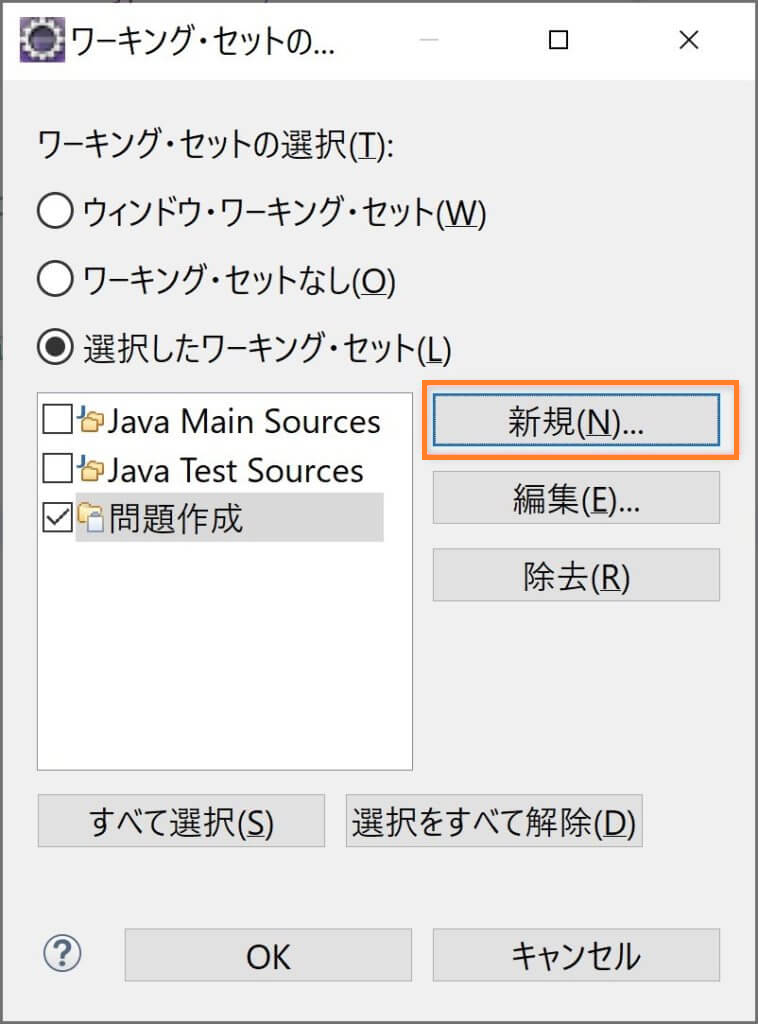 ワーキング・セットの...
ワーキング・セットの選択(T):
ウィンドウ・ワーキング・セット(W)
ワーキング・セットなし(O)
選択したワーキング・セット(L)
Java Main Sources
Java Test Sources
問題作成
新規(N)...
編集(E)...
除去(R)
すべて選択(S)
選択をすべて解除(D)
?
OK
キャンセル